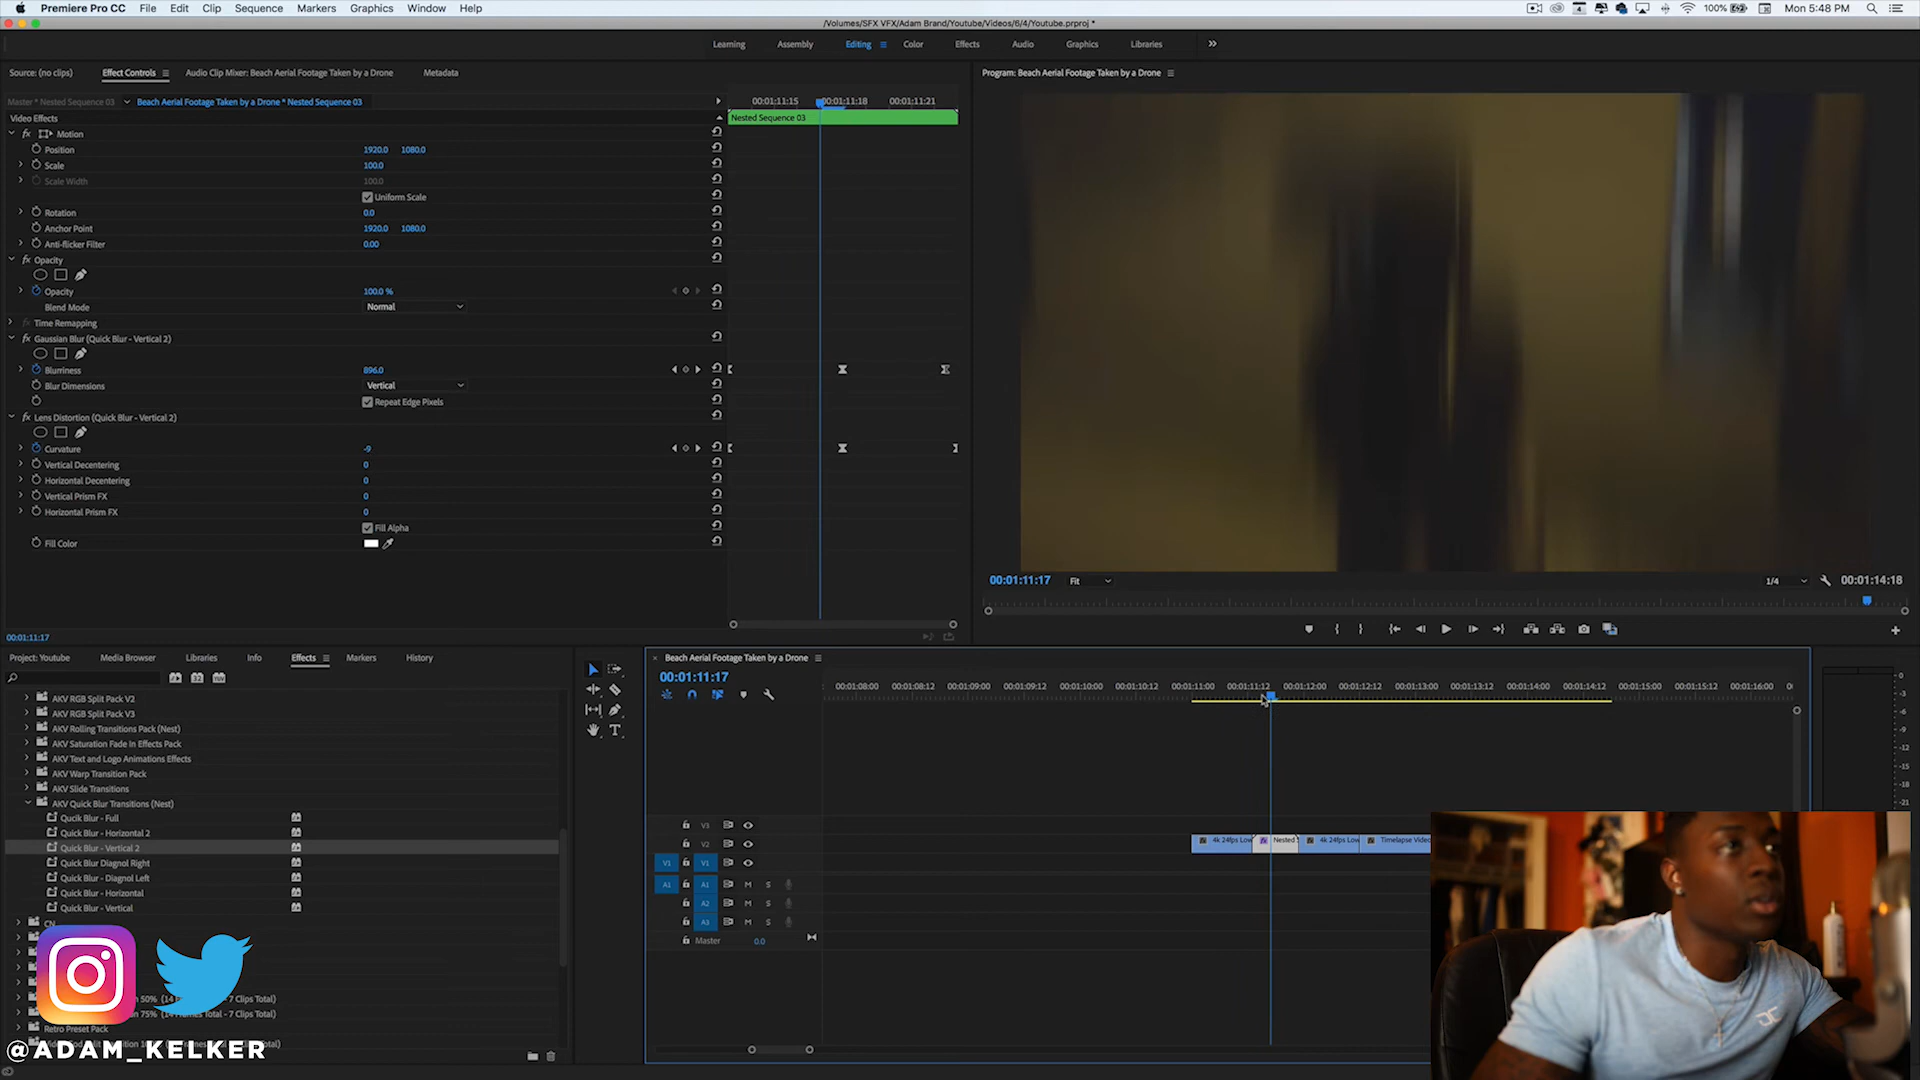 Premiere Pro CC File Edit Clip Sequence Markers Graphics Window Help 4 100% Mon 5:48 PM
/Volumes/SFX VFX/Adam Brand/Youtube/Videos/6/4/Youtube.prproj *
Learning Assembly Editing Color Effects Audio Graphics Libraries
Source: (no clips) Effect Controls Audio Clip Mixer: Beach Aerial Footage Taken by a Drone Metadata
Program: Beach Aerial Footage Taken by a Drone
Master * Nested Sequence 03 Beach Aerial Footage Taken by a Drone * Nested Sequence 03 00:01:11:15 00:01:11:18 00:01:11:21
Video Effects Nested Sequence 03
fx Motion
Position 1920.0 1080.0
Scale 100.0
Scale Width 100.0
Uniform Scale
Rotation 0.0
Anchor Point 1920.0 1080.0
Anti-flicker Filter 0.00
fx Opacity
Opacity 100.0 %
Blend Mode Normal
Time Remapping
fx Gaussian Blur (Quick Blur - Vertical 2)
Blurriness 896.0
Blur Dimensions Vertical
Repeat Edge Pixels
fx Lens Distortion (Quick Blur - Vertical 2)
Curvature -9
Vertical Decentering 0
Horizontal Decentering 0
Vertical Prism FX 0
Horizontal Prism FX 0
Fill Alpha
Fill Color
00:01:11:17 Fit 1/4 00:01:14:18
00:01:11:17
Project: Youtube Media Browser Libraries Info Effects Markers History
AKV RGB Split Pack V2
AKV RGB Split Pack V3
AKV Rolling Transitions Pack (Nest)
AKV Saturation Fade In Effects Pack
AKV Text and Logo Animations Effects
AKV Warp Transition Pack
AKV Slide Transitions
AKV Quick Blur Transitions (Nest)
Qucik Blur - Full
Quick Blur - Horizontal 2
Quick Blur - Vertical 2
Quick Blur Diagnol Right
Quick Blur - Diagnol Left
Quick Blur - Horizontal
Quick Blur - Vertical
CN
n 50% (14 Frames Total - 7 Clips Total)
n 75% (14 Frames Total - 7 Clips Total)
Retro Preset Pack
@ADAM_KELKER
Beach Aerial Footage Taken by a Drone
00:01:11:17
00:01:08:00 00:01:08:12 00:01:09:00 00:01:09:12 00:01:10:00 00:01:10:12 00:01:11:00 00:01:11:12 00:01:12:00 00:01:12:12 00:01:13:00 00:01:13:12 00:01:14:00 00:01:14:12 00:01:15:00 00:01:15:12 00:01:16:00
V3
V2 4k 24fps Low Nested 4k 24fps Low Timelapse Video
V1 V1
A1 A1 M S
A2 M S
A3 M S
Master 0.0
0
-3
-6
-9
-12
-15
-18
-21